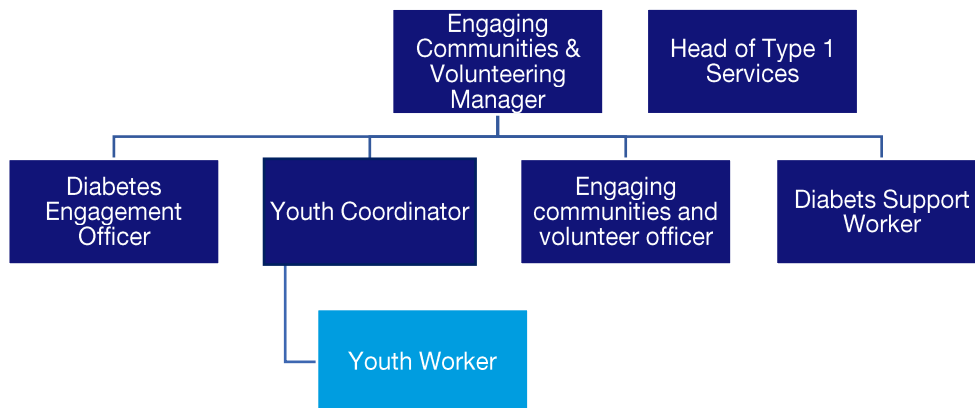 Engaging
Communities &
Volunteering
Manager
Head of Type 1
Services
Diabetes
Engagement
Officer
Youth Coordinator
Engaging
communities and
volunteer officer
Diabets Support
Worker
Youth Worker